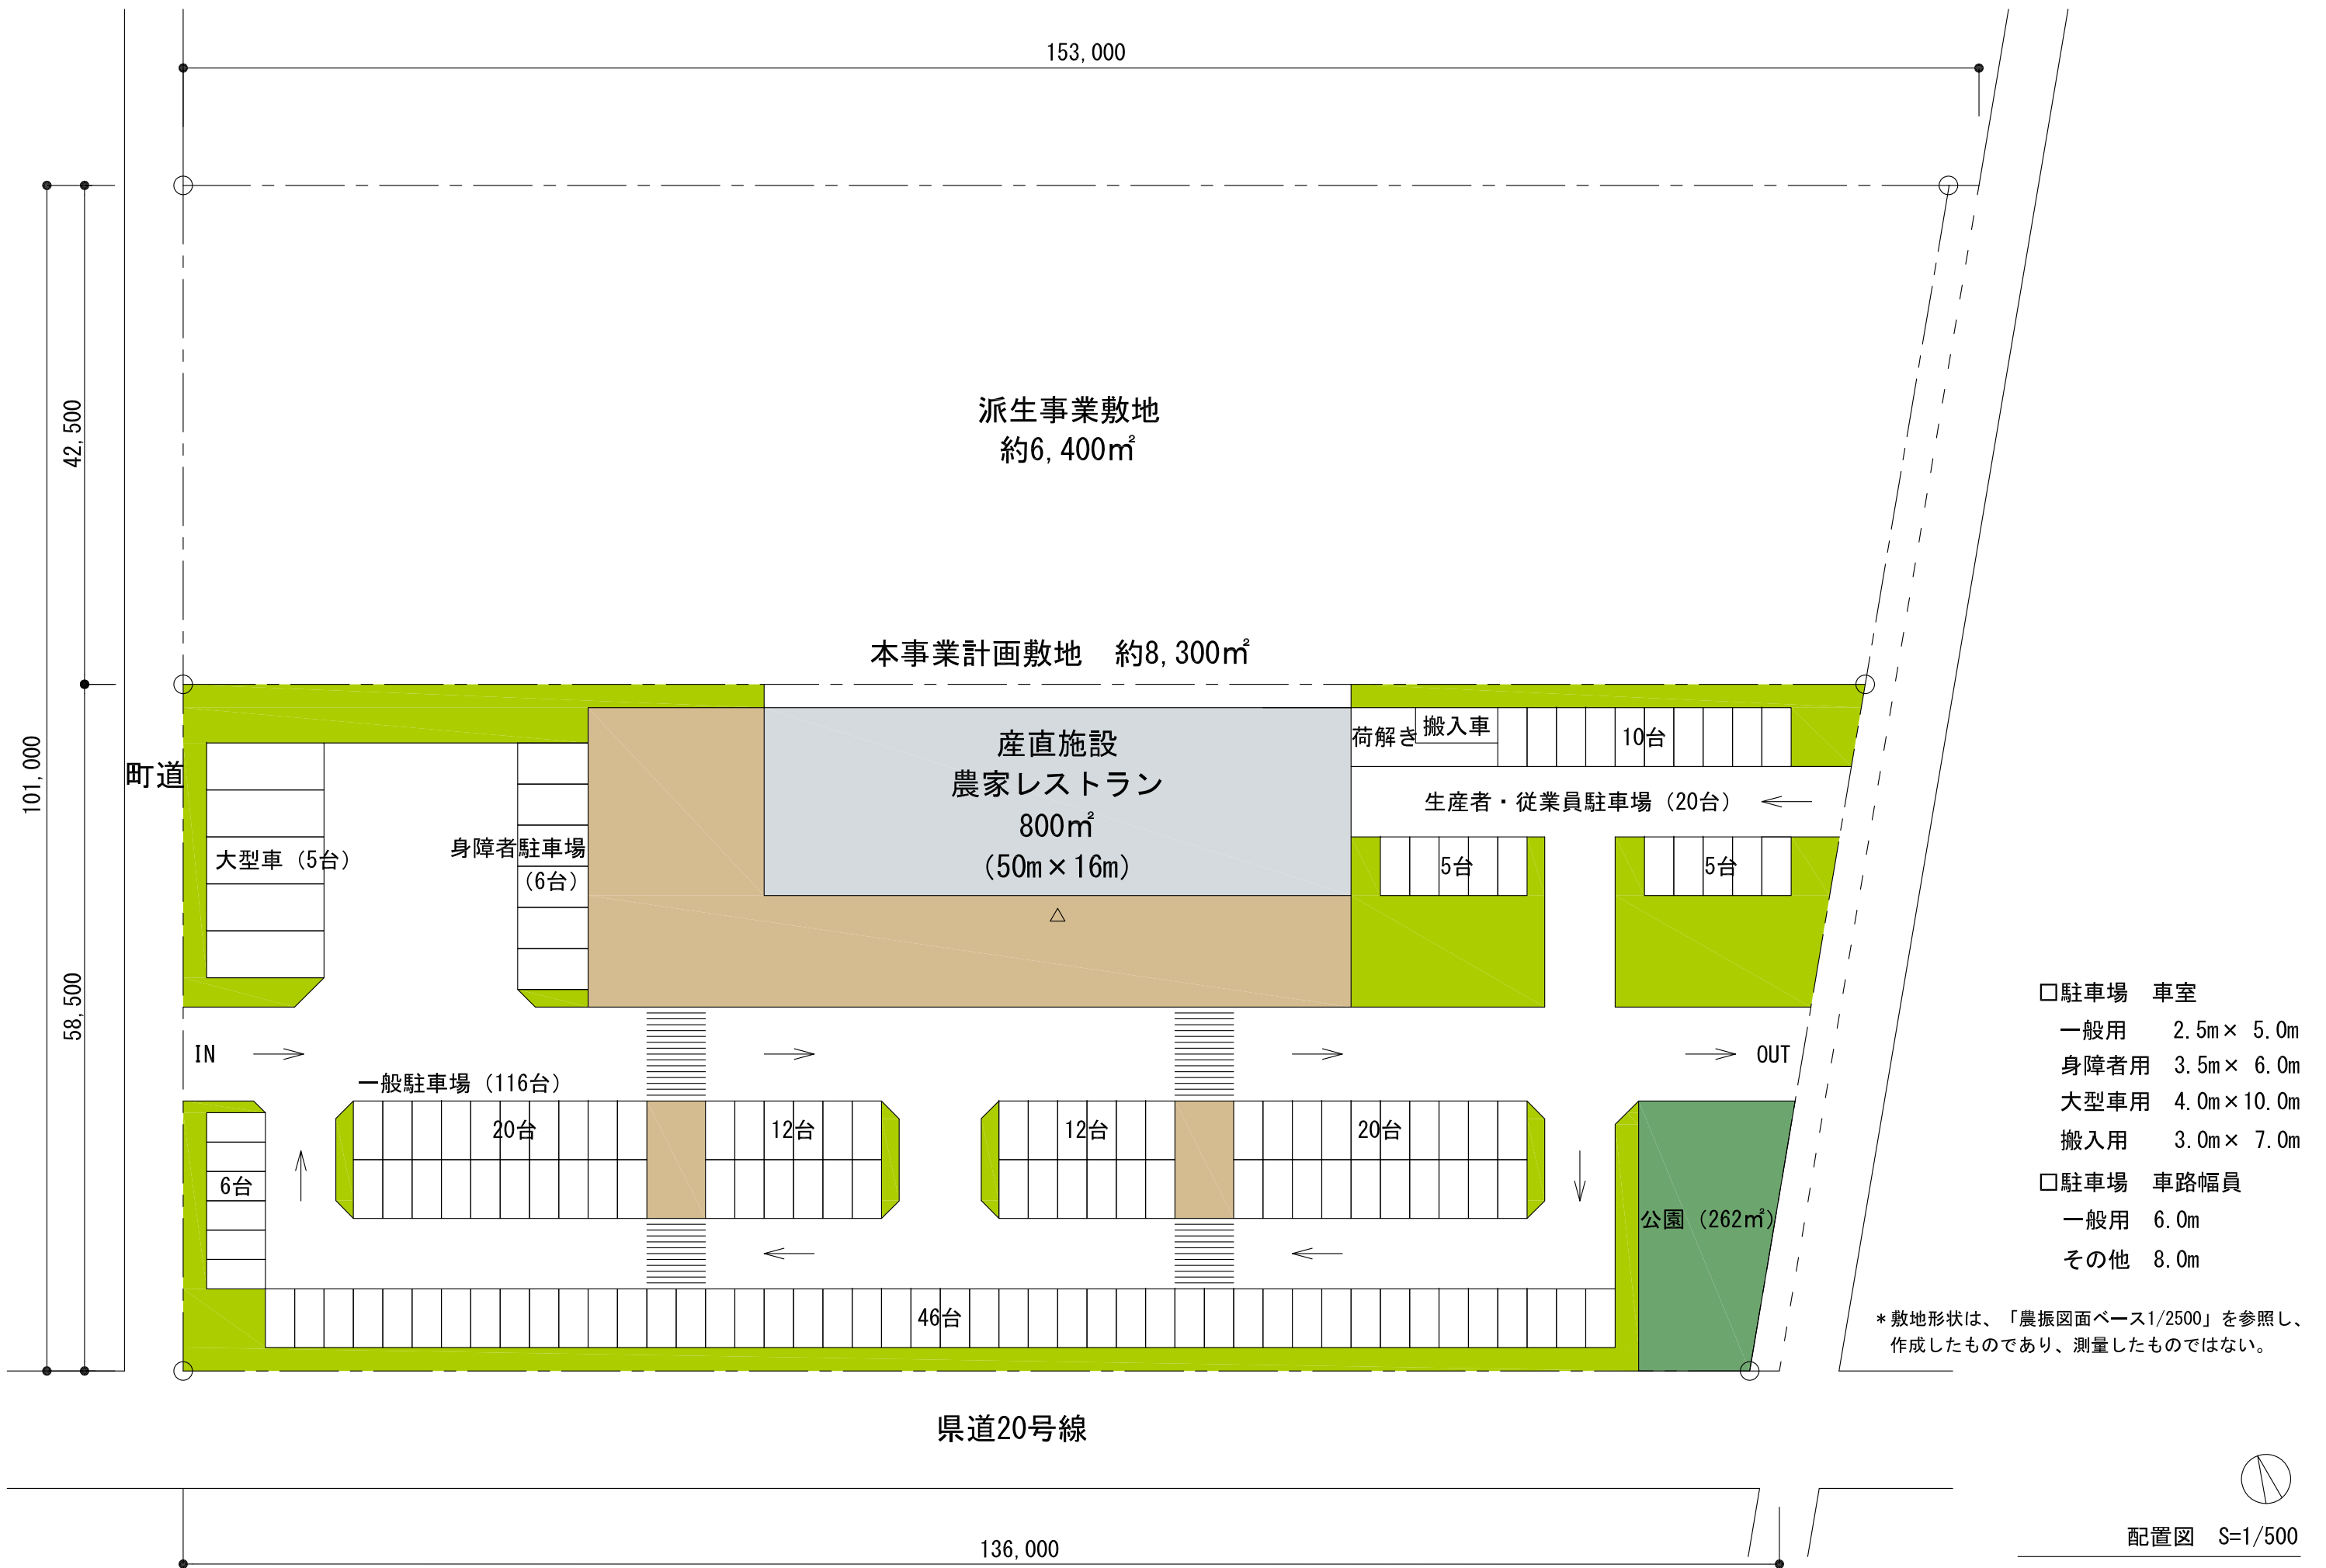 153,000
42,500
101,000
58,500
派生事業敷地
約6,400㎡
本事業計画敷地　約8,300㎡
町道
産直施設
農家レストラン
800㎡
（50m×16m）
荷解き
搬入車
10台
生産者・従業員駐車場（20台）
5台
5台
大型車（5台）
身障者駐車場
（6台）
IN
OUT
一般駐車場（116台）
20台
12台
12台
20台
6台
46台
公園（262㎡）
県道20号線
136,000
□駐車場　車室
一般用　2.5m× 5.0m
身障者用　3.5m× 6.0m
大型車用　4.0m×10.0m
搬入用　3.0m× 7.0m
□駐車場　車路幅員
一般用　6.0m
その他　8.0m
*敷地形状は、「農振図面ベース1/2500」を参照し、
作成したものであり、測量したものではない。
配置図　S=1/500